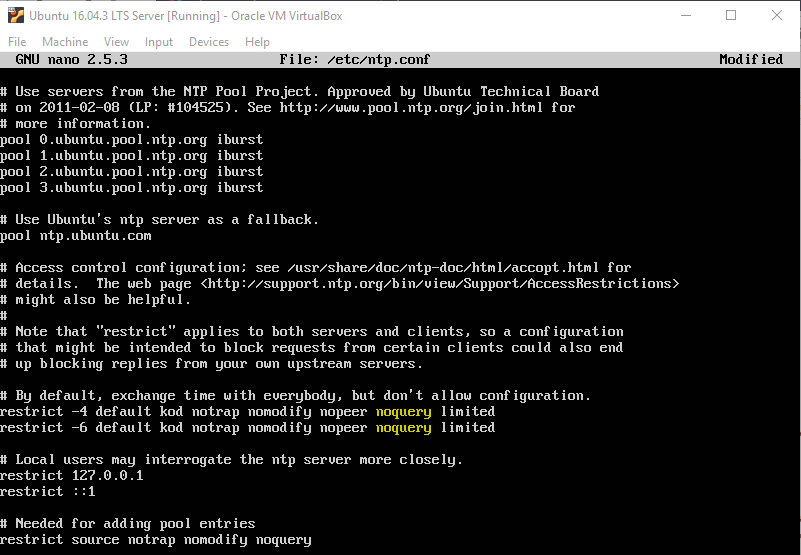 Ubuntu 16.04.3 LTS Server [Running] - Oracle VM VirtualBox
File Machine View Input Devices Help
GNU nano 2.5.3 File: /etc/ntp.conf Modified
# Use servers from the NTP Pool Project. Approved by Ubuntu Technical Board
# on 2011-02-08 (LP: #104525). See http://www.pool.ntp.org/join.html for
# more information.
pool 0.ubuntu.pool.ntp.org iburst
pool 1.ubuntu.pool.ntp.org iburst
pool 2.ubuntu.pool.ntp.org iburst
pool 3.ubuntu.pool.ntp.org iburst
# Use Ubuntu's ntp server as a fallback.
pool ntp.ubuntu.com
# Access control configuration; see /usr/share/doc/ntp-doc/html/accopt.html for
# details.  The web page <http://support.ntp.org/bin/view/Support/AccessRestrictions>
# might also be helpful.
#
# Note that "restrict" applies to both servers and clients, so a configuration
# that might be intended to block requests from certain clients could also end
# up blocking replies from your own upstream servers.
# By default, exchange time with everybody, but don't allow configuration.
restrict -4 default kod notrap nomodify nopeer noquery limited
restrict -6 default kod notrap nomodify nopeer noquery limited
# Local users may interrogate the ntp server more closely.
restrict 127.0.0.1
restrict ::1
# Needed for adding pool entries
restrict source notrap nomodify noquery